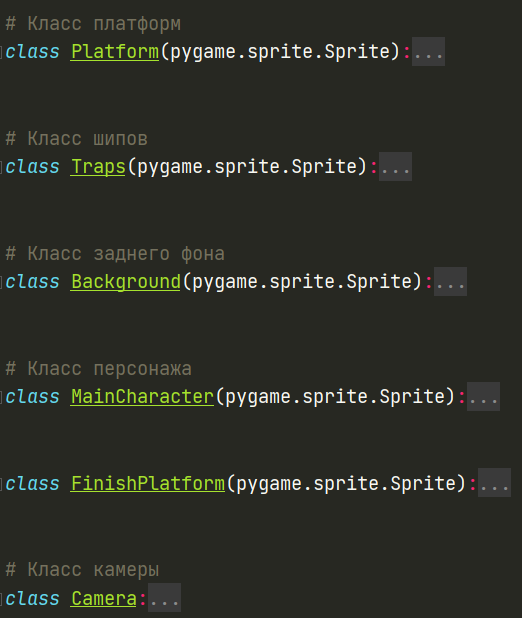 # Класс платформ
class Platform(pygame.sprite.Sprite):...
# Класс шипов
class Traps(pygame.sprite.Sprite):...
# Класс заднего фона
class Background(pygame.sprite.Sprite):...
# Класс персонажа
class MainCharacter(pygame.sprite.Sprite):...
class FinishPlatform(pygame.sprite.Sprite):...
# Класс камеры
class Camera:...